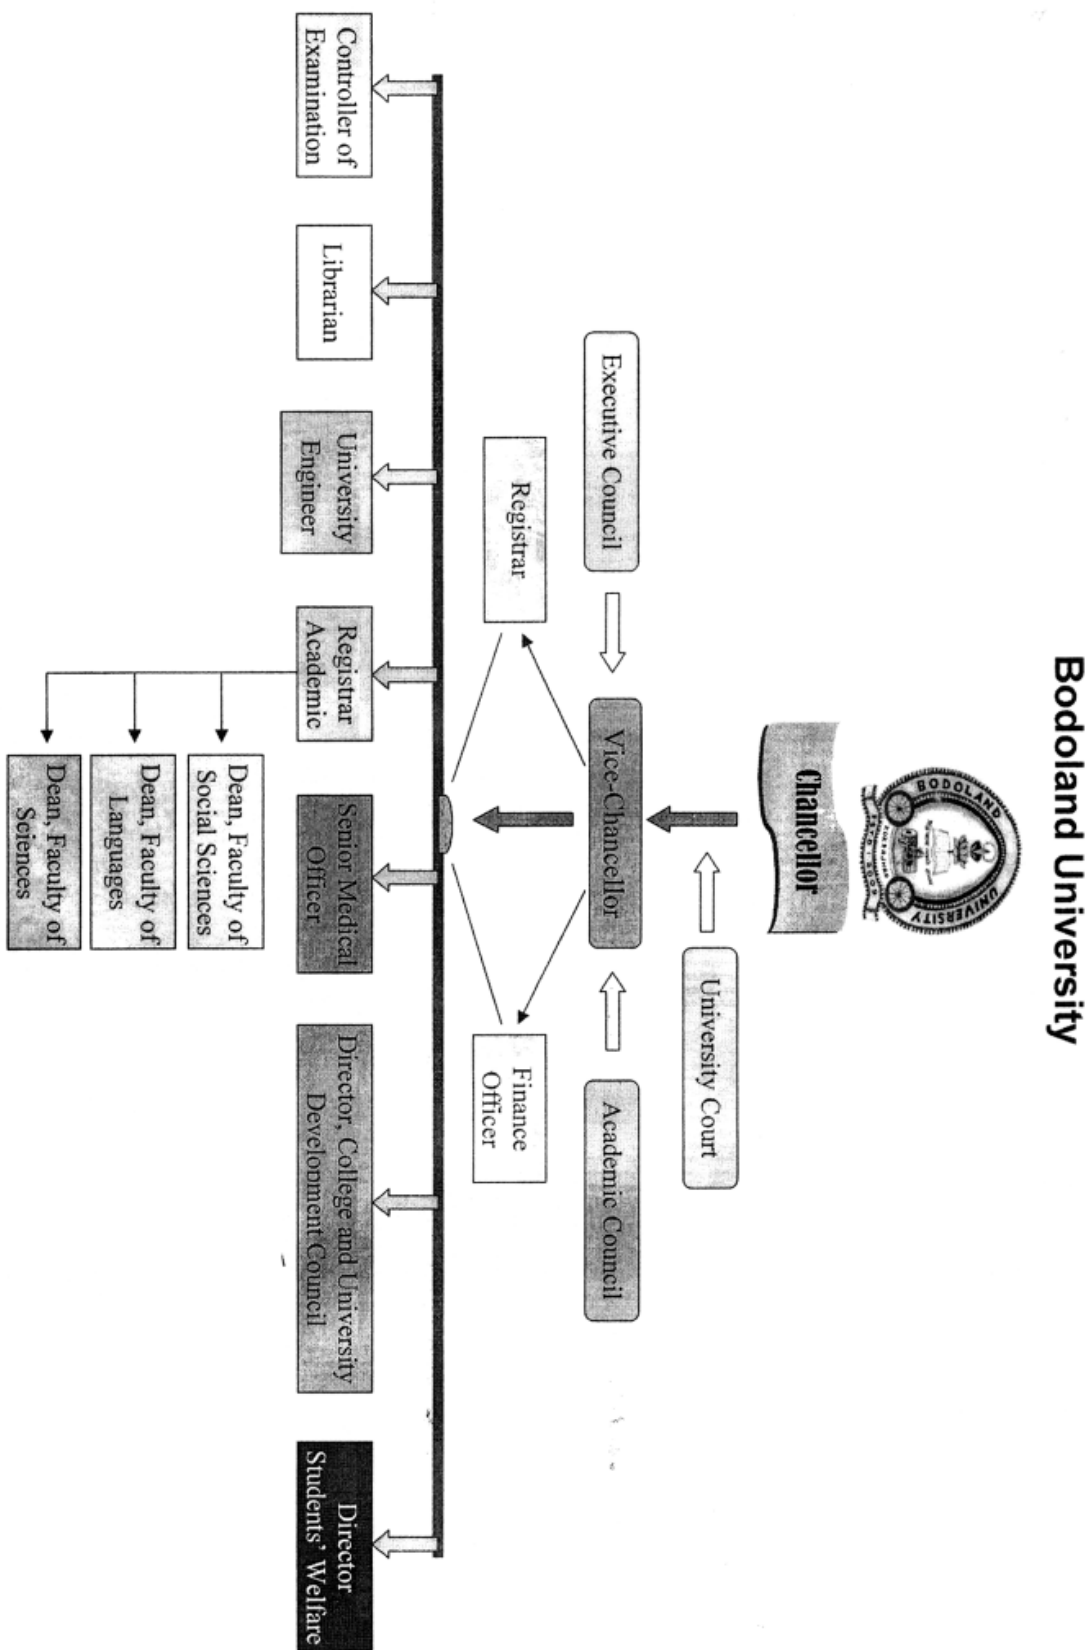 Bodoland University
BODOLAND
UNIVERSITY
Chancellor
University Court
Executive Council
Vice-Chancellor
Academic Council
Registrar
Finance
Officer
Controller of
Examination
Librarian
University
Engineer
Registrar
Academic
Senior Medical
Officer
Director, College and University
Development Council
Director
Students' Welfare
Dean, Faculty of
Social Sciences
Dean, Faculty of
Languages
Dean, Faculty of
Sciences